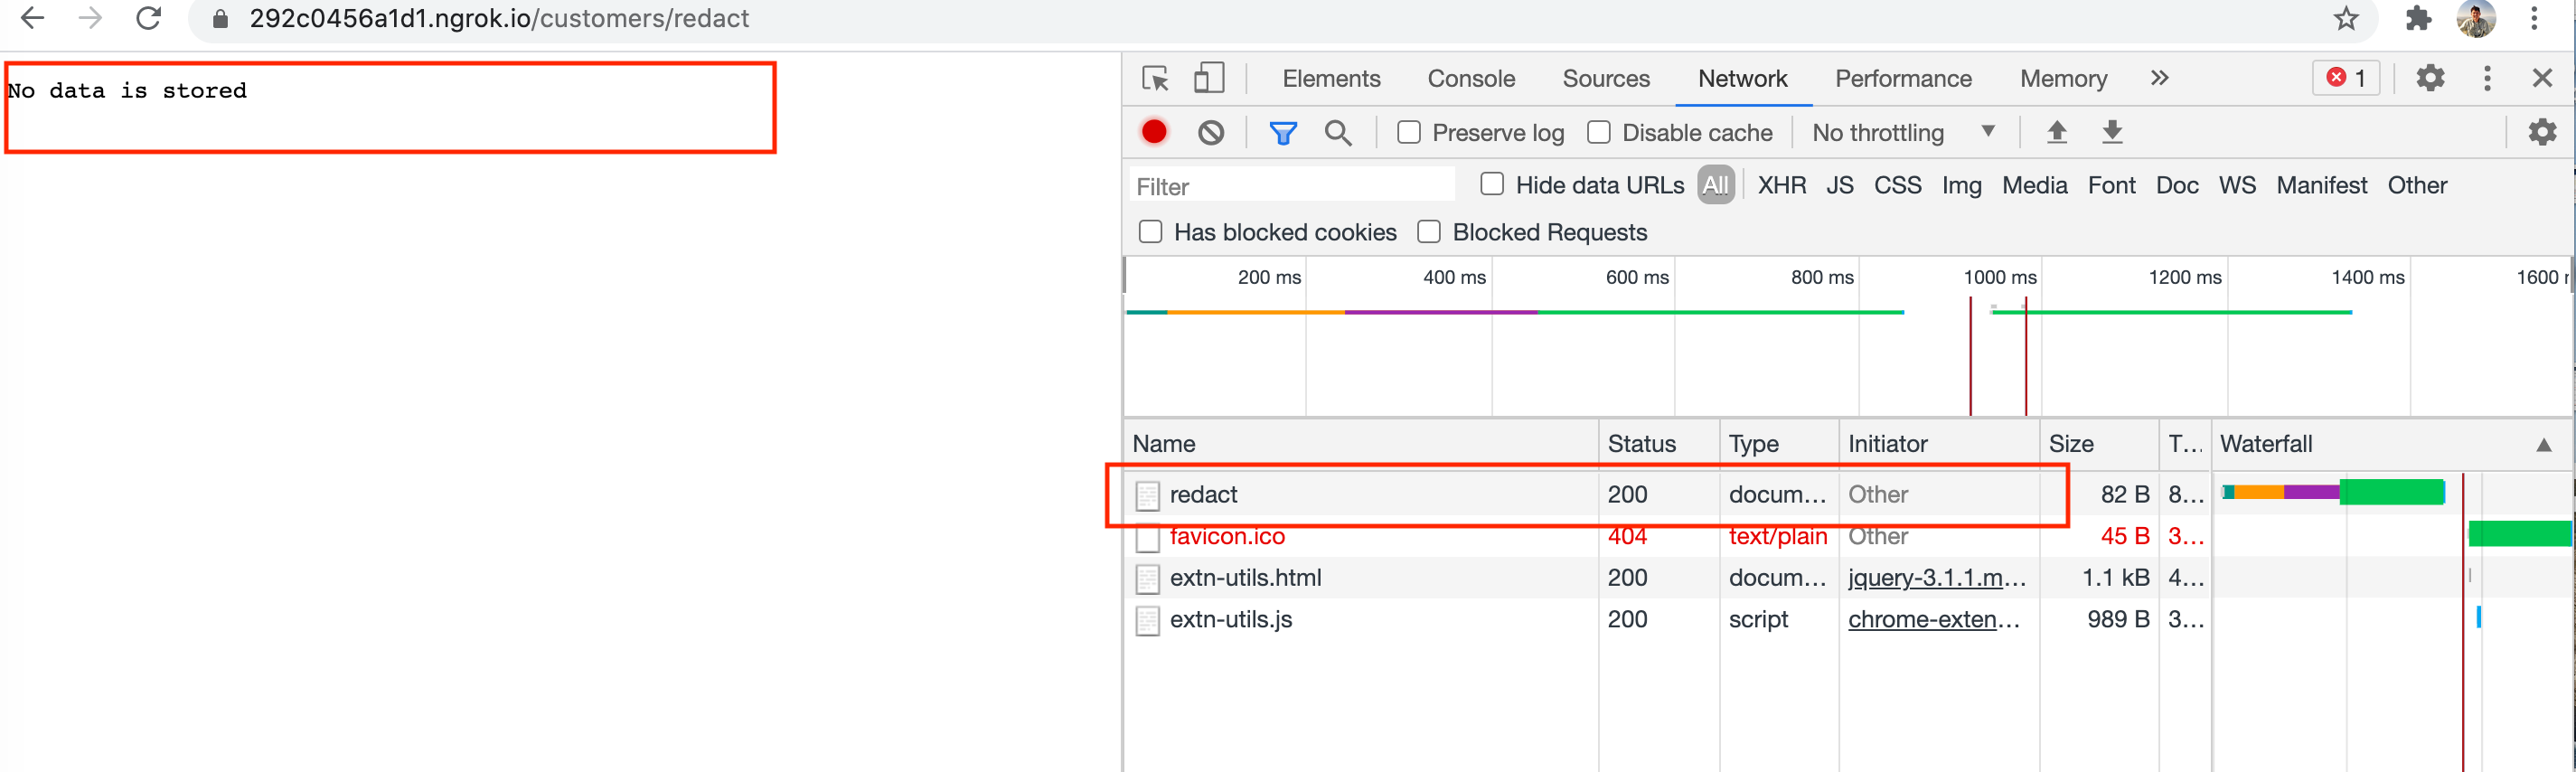 292c0456a1d1.ngrok.io/customers/redact
No data is stored
Elements Console Sources Network Performance Memory » 1
Preserve log Disable cache No throttling
Filter Hide data URLs All XHR JS CSS Img Media Font Doc WS Manifest Other
Has blocked cookies Blocked Requests
200 ms 400 ms 600 ms 800 ms 1000 ms 1200 ms 1400 ms 1600 r
Name Status Type Initiator Size T... Waterfall
redact 200 docum... Other 82 B 8...
favicon.ico 404 text/plain Other 45 B 3...
extn-utils.html 200 docum... jquery-3.1.1.m... 1.1 kB 4...
extn-utils.js 200 script chrome-exten... 989 B 3...